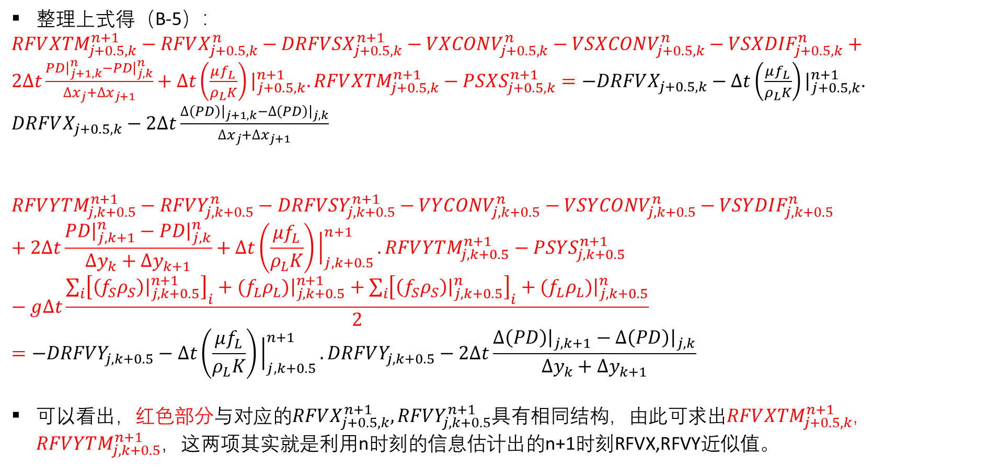 ▪ 整理上式得（B-5）：
$RFVXTM_{j+0.5,k}^{n+1} - RFVX_{j+0.5,k}^{n} - DRFVSX_{j+0.5,k}^{n+1} - VXCONV_{j+0.5,k}^{n} - VSXCONV_{j+0.5,k}^{n} - VSXDIF_{j+0.5,k}^{n} +$
$2\Delta t \frac{PD|_{j+1,k}^{n} - PD|_{j,k}^{n}}{\Delta x_j + \Delta x_{j+1}} + \Delta t \left(\frac{\mu f_L}{\rho_L K}\right)|_{j+0.5,k}^{n+1} . RFVXTM_{j+0.5,k}^{n+1} - PSXS_{j+0.5,k}^{n+1} = -DRFVX_{j+0.5,k} - \Delta t \left(\frac{\mu f_L}{\rho_L K}\right)|_{j+0.5,k}^{n+1} .$
$DRFVX_{j+0.5,k} - 2\Delta t \frac{\Delta(PD)|_{j+1,k} - \Delta(PD)|_{j,k}}{\Delta x_j + \Delta x_{j+1}}$
$RFVYTM_{j,k+0.5}^{n+1} - RFVY_{j,k+0.5}^{n} - DRFVSY_{j,k+0.5}^{n+1} - VYCONV_{j,k+0.5}^{n} - VSYCONV_{j,k+0.5}^{n} - VSYDIF_{j,k+0.5}^{n}$
$+ 2\Delta t \frac{PD|_{j,k+1}^{n} - PD|_{j,k}^{n}}{\Delta y_k + \Delta y_{k+1}} + \Delta t \left(\frac{\mu f_L}{\rho_L K}\right)|_{j,k+0.5}^{n+1} . RFVYTM_{j,k+0.5}^{n+1} - PSYS_{j,k+0.5}^{n+1}$
$- g\Delta t \frac{\sum_i [(f_S \rho_S)|_{j,k+0.5}^{n+1}]_i + (f_L \rho_L)|_{j,k+0.5}^{n+1} + \sum_i [(f_S \rho_S)|_{j,k+0.5}^{n}]_i + (f_L \rho_L)|_{j,k+0.5}^{n}}{2}$
$= -DRFVY_{j,k+0.5} - \Delta t \left(\frac{\mu f_L}{\rho_L K}\right)|_{j,k+0.5}^{n+1} . DRFVY_{j,k+0.5} - 2\Delta t \frac{\Delta(PD)|_{j,k+1} - \Delta(PD)|_{j,k}}{\Delta y_k + \Delta y_{k+1}}$
▪ 可以看出，红色部分与对应的$RFVX_{j+0.5,k}^{n+1}, RFVY_{j,k+0.5}^{n+1}$具有相同结构，由此可求出$RFVXTM_{j+0.5,k}^{n+1}$,
$RFVYTM_{j,k+0.5}^{n+1}$，这两项其实就是利用n时刻的信息估计出的n+1时刻RFVX,RFVY近似值。